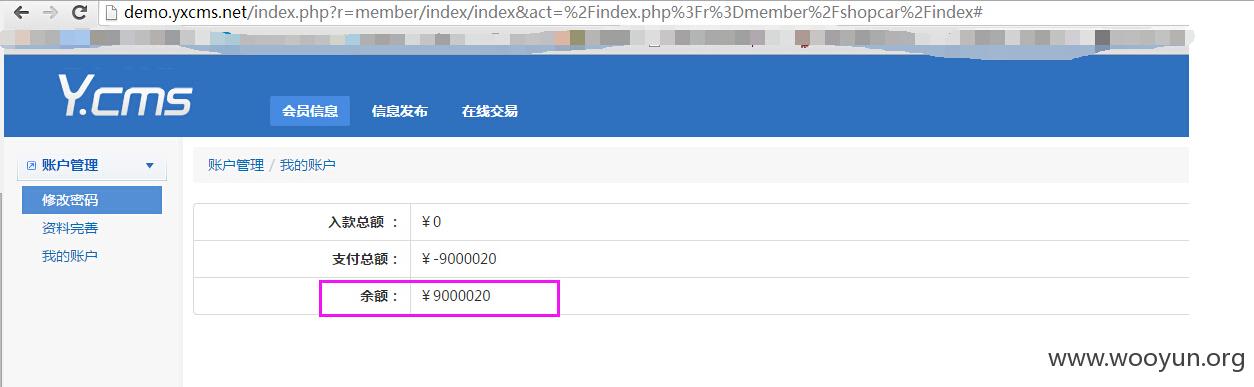 demo.yxcms.net/index.php?r=member/index/index&act=%2Findex.php%3Fr%3Dmember%2Fshopcar%2Findex#
Y.cms
会员信息 信息发布 在线交易
账户管理
账户管理 / 我的账户
修改密码
资料完善
我的账户
入款总额 : ¥0
支付总额 : ¥-9000020
余额 : ¥9000020
www.wooyun.org